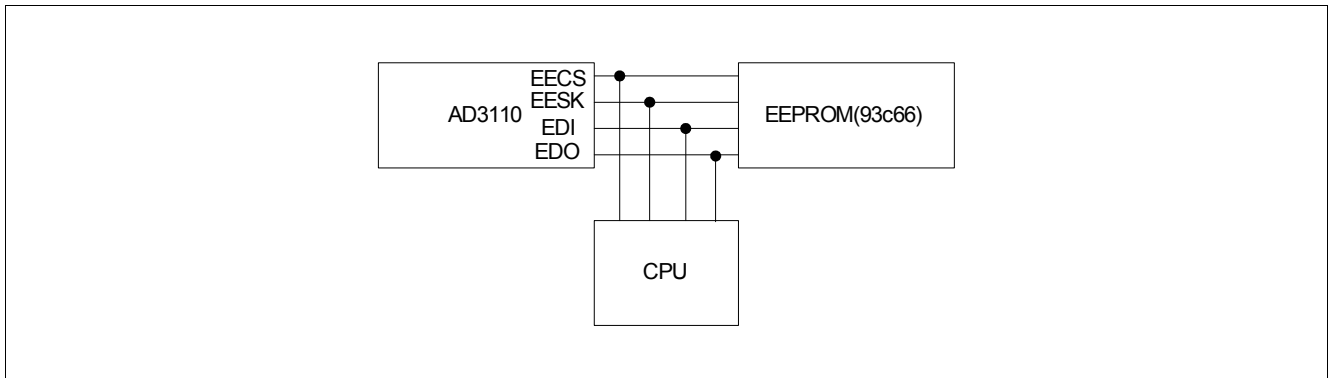 EECS
EESK
AD3110
EEPROM(93c66)
EDI
EDO
CPU